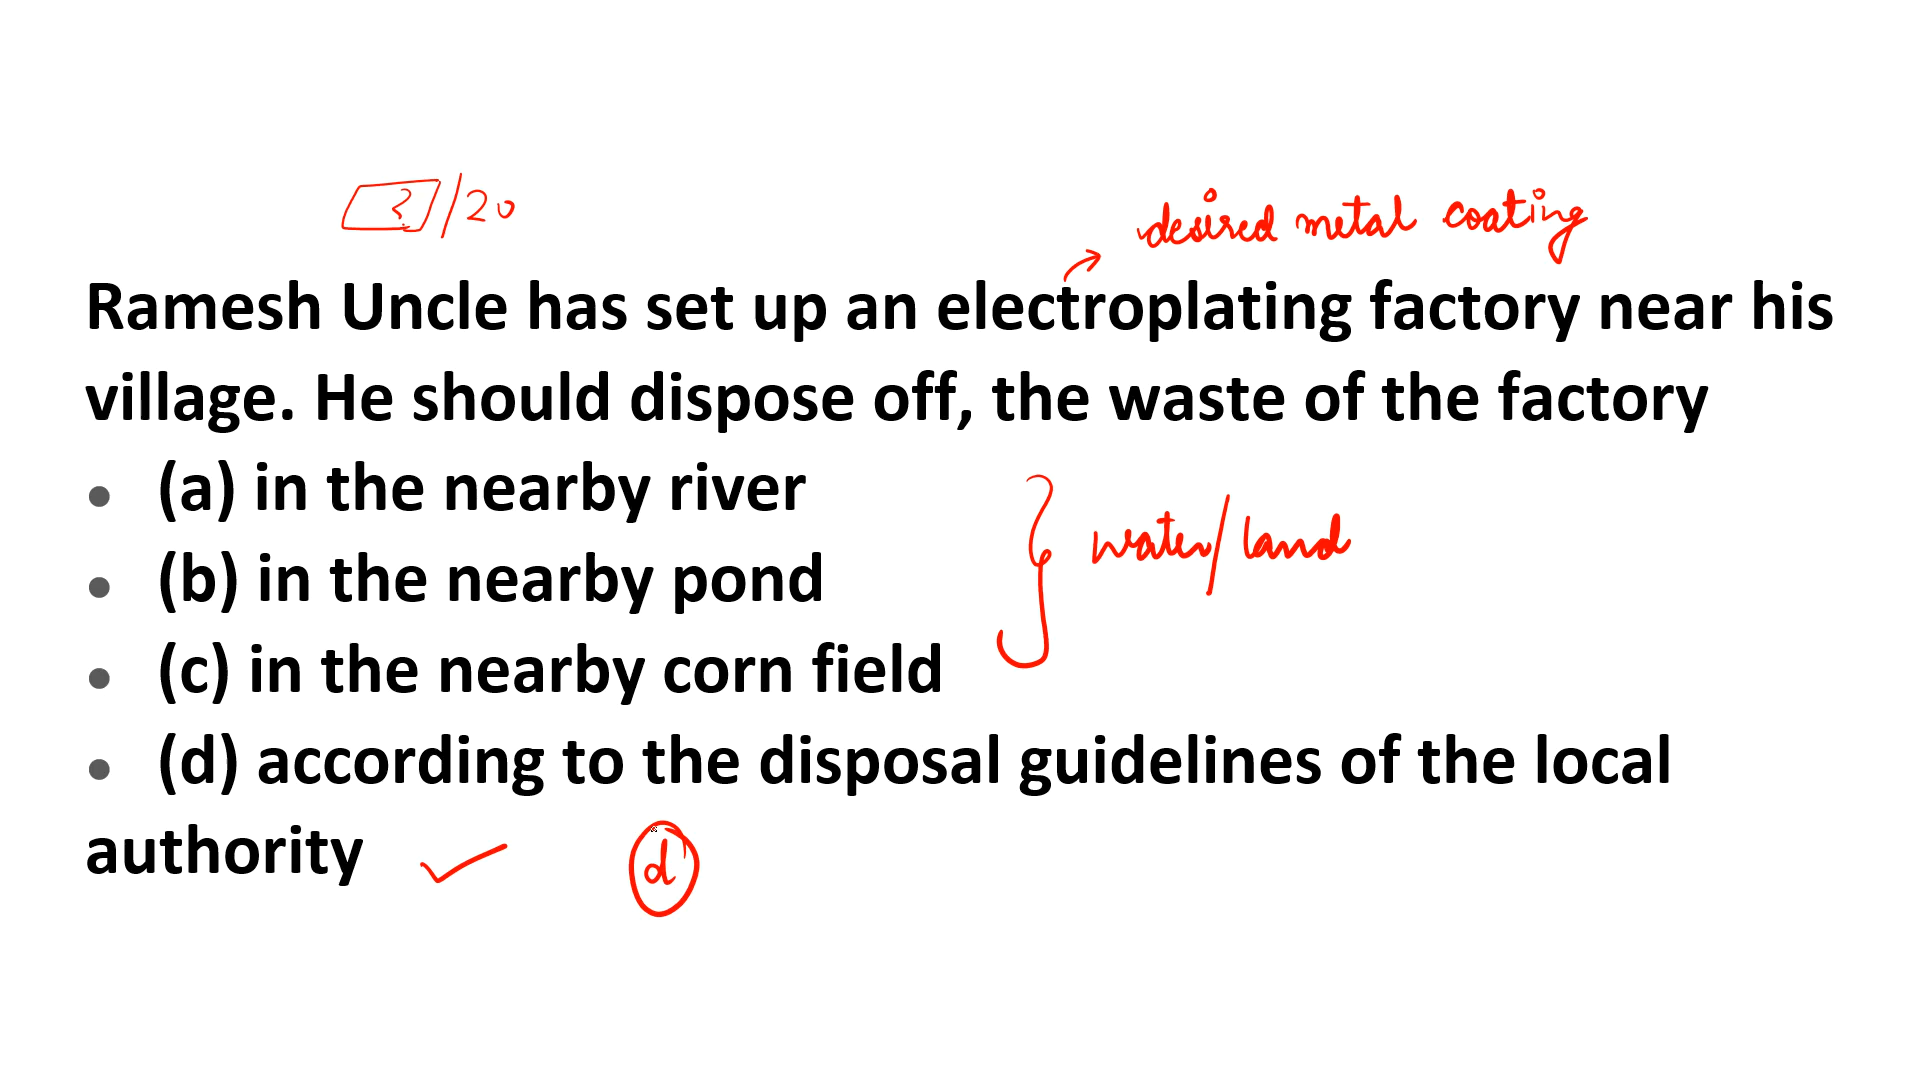 ?/20
desired metal coating
Ramesh Uncle has set up an electroplating factory near his
village. He should dispose off, the waste of the factory
• (a) in the nearby river
• (b) in the nearby pond
water/land
• (c) in the nearby corn field
• (d) according to the disposal guidelines of the local
authority
d